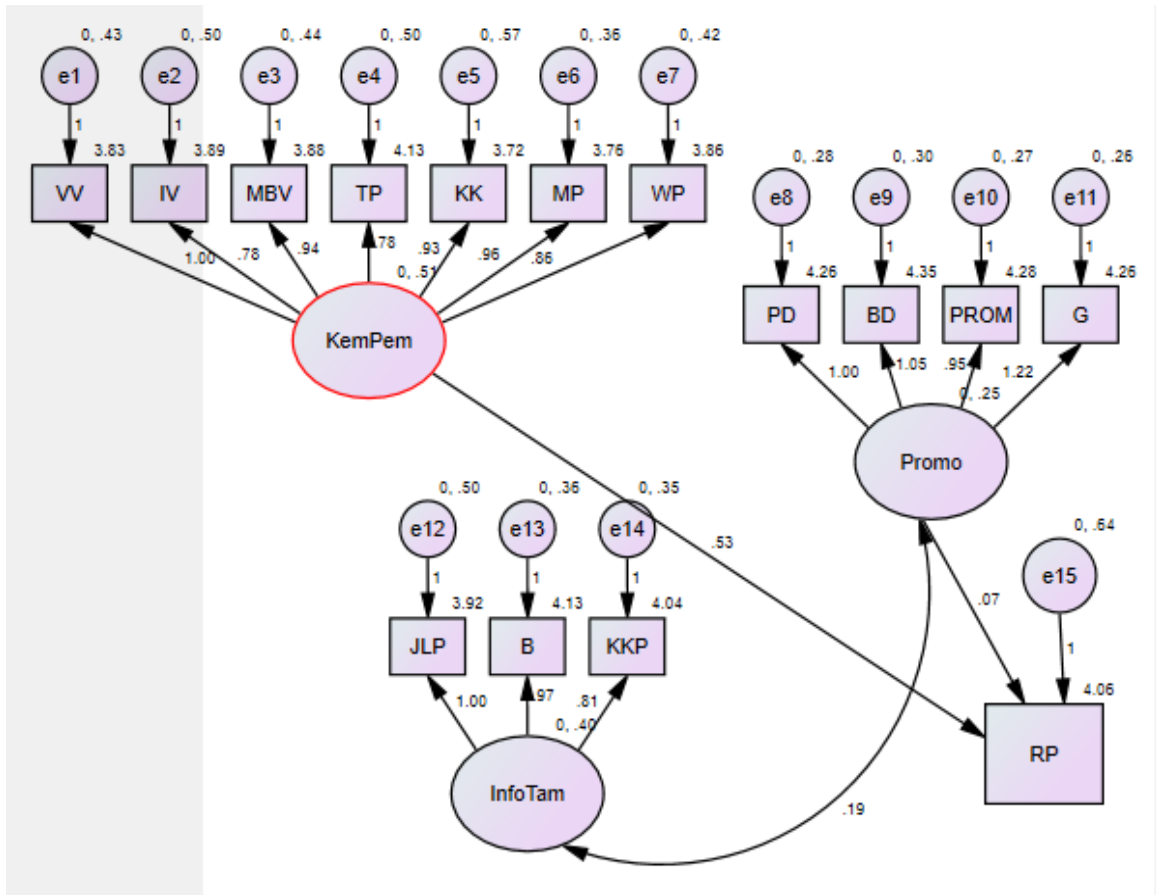 0, .43 0, .50 0, .44 0, .50 0, .57 0, .36 0, .42
e1 e2 e3 e4 e5 e6 e7
1 1 1 1 1 1 1
3.83 3.89 3.88 4.13 3.72 3.76 3.86
VV IV MBV TP KK MP WP
1.00 .78 .94 .78 .93 .96 .86
0, .51
KemPem
0, .28 0, .30 0, .27 0, .26
e8 e9 e10 e11
1 1 1 1
4.26 4.35 4.28 4.26
PD BD PROM G
1.00 1.05 .95 1.22
0, .25
Promo
0, .50 0, .36 0, .35
e12 e13 e14
1 1 1
3.92 4.13 4.04
JLP B KKP
1.00 .97 .81
0, .40
InfoTam
.53
.07
0, .64
e15
1
4.06
RP
.19